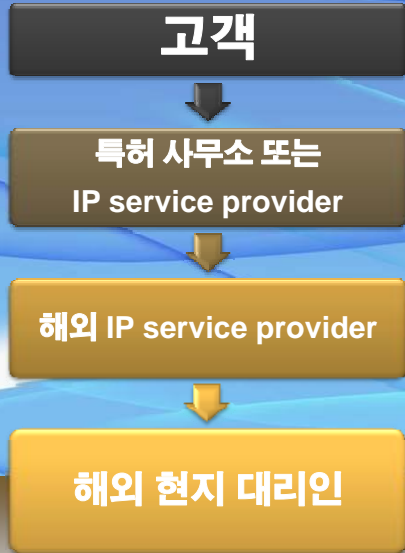 고객
특허 사무소 또는
IP service provider
해외 IP service provider
해외 현지 대리인